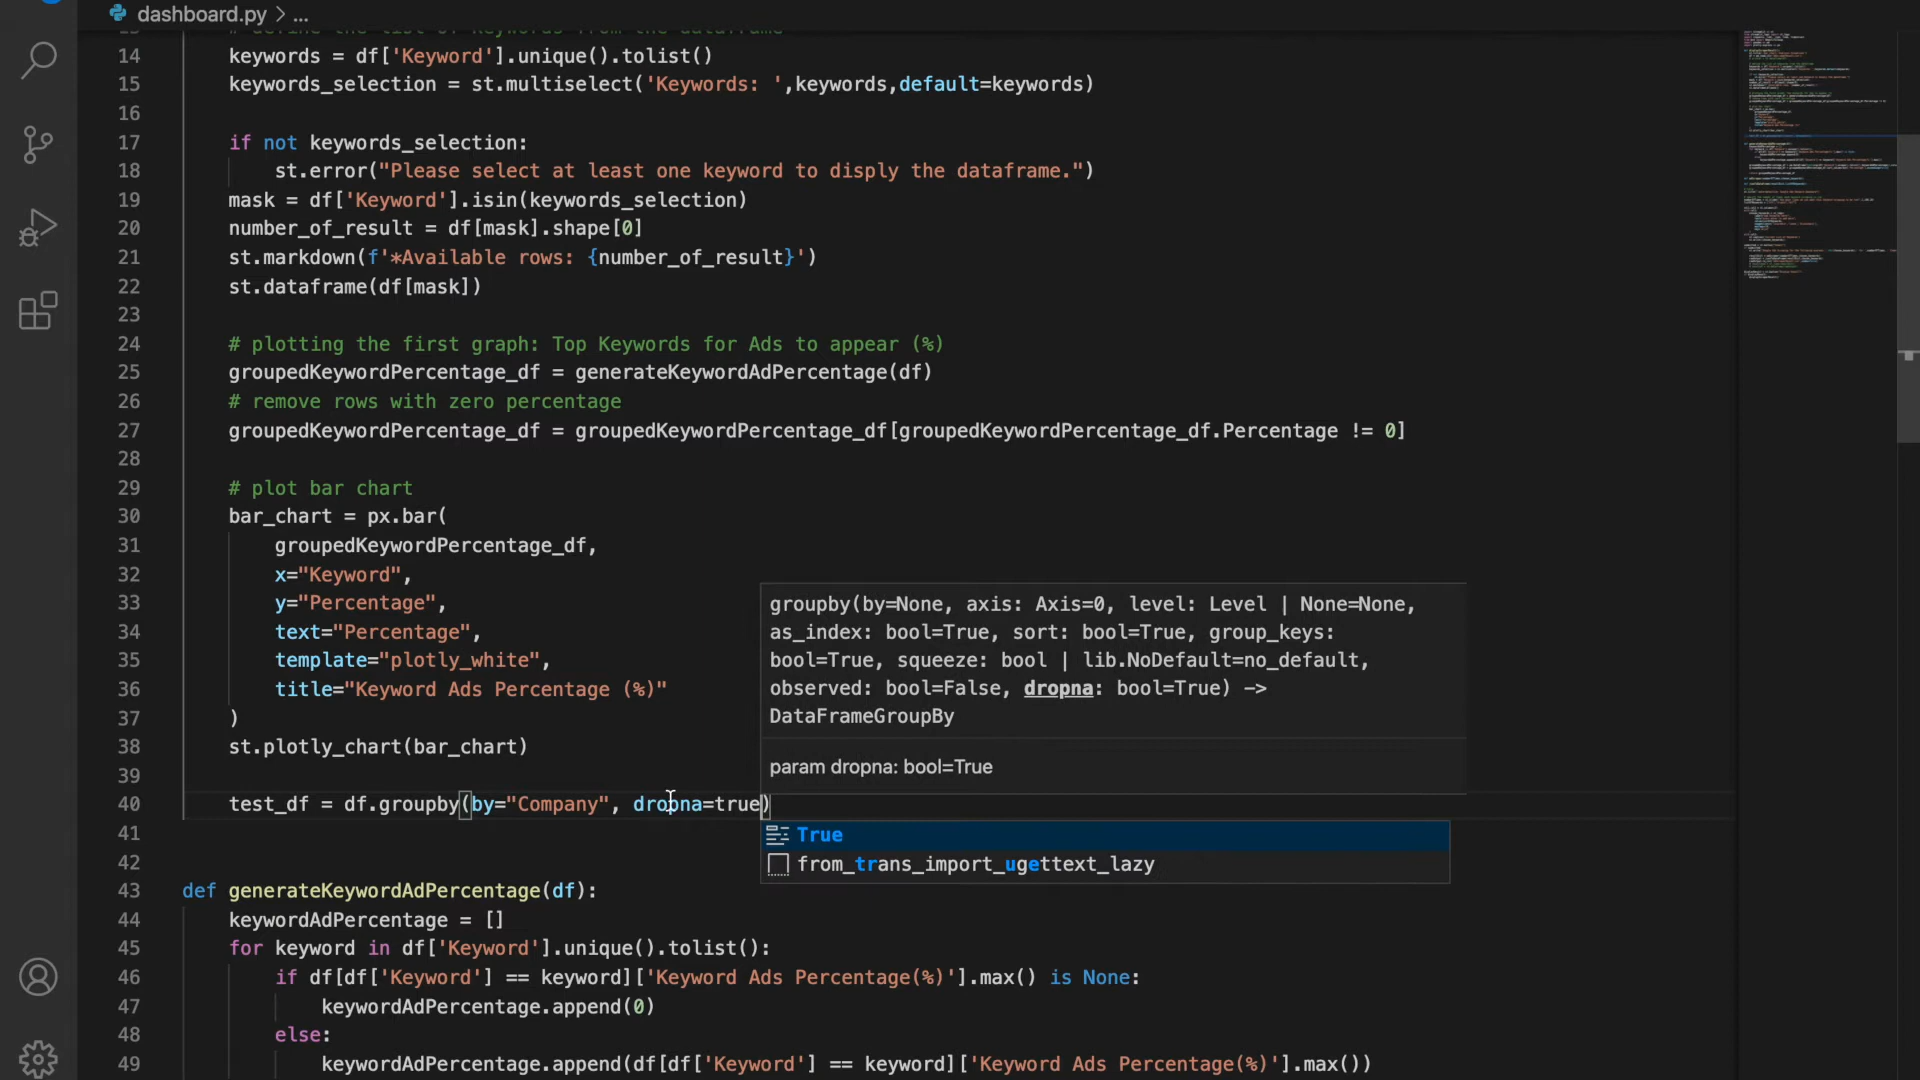 dashboard.py > ...
# define the list of keywords from the dataframe
14 keywords = df['Keyword'].unique().tolist()
15 keywords_selection = st.multiselect('Keywords: ',keywords,default=keywords)
16
17 if not keywords_selection:
18 st.error("Please select at least one keyword to disply the dataframe.")
19 mask = df['Keyword'].isin(keywords_selection)
20 number_of_result = df[mask].shape[0]
21 st.markdown(f'*Available rows: {number_of_result}')
22 st.dataframe(df[mask])
23
24 # plotting the first graph: Top Keywords for Ads to appear (%)
25 groupedKeywordPercentage_df = generateKeywordAdPercentage(df)
26 # remove rows with zero percentage
27 groupedKeywordPercentage_df = groupedKeywordPercentage_df[groupedKeywordPercentage_df.Percentage != 0]
28
29 # plot bar chart
30 bar_chart = px.bar(
31 groupedKeywordPercentage_df,
32 x="Keyword",
33 y="Percentage",
34 text="Percentage",
35 template="plotly_white",
36 title="Keyword Ads Percentage (%)"
37 )
38 st.plotly_chart(bar_chart)
39
40 test_df = df.groupby(by="Company", dropna=true)
41
42
43 def generateKeywordAdPercentage(df):
44 keywordAdPercentage = []
45 for keyword in df['Keyword'].unique().tolist():
46 if df[df['Keyword'] == keyword]['Keyword Ads Percentage(%)'].max() is None:
47 keywordAdPercentage.append(0)
48 else:
49 keywordAdPercentage.append(df[df['Keyword'] == keyword]['Keyword Ads Percentage(%)'].max())
groupby(by=None, axis: Axis=0, level: Level | None=None,
as_index: bool=True, sort: bool=True, group_keys:
bool=True, squeeze: bool | lib.NoDefault=no_default,
observed: bool=False, dropna: bool=True) ->
DataFrameGroupBy
param dropna: bool=True
True
from_trans_import_ugettext_lazy